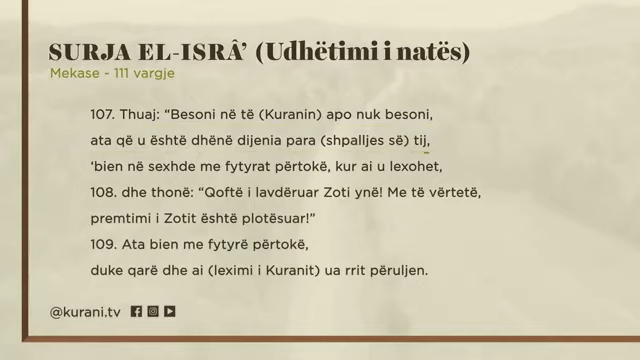 SURJA EL-ISRÂ’ (Udhëtimi i natës)
Mekase - 111 vargje
107. Thuaj: “Besoni në të (Kuranin) apo nuk besoni,
ata që u është dhënë dijenia para (shpalljes së) tij,
‘bien në sexhde me fytyrat përtokë, kur ai u lexohet,
108. dhe thonë: “Qoftë i lavdëruar Zoti ynë! Me të vërtetë,
premtimi i Zotit është plotësuar!”
109. Ata bien me fytyrë përtokë,
duke qarë dhe ai (leximi i Kuranit) ua rrit përuljen.
@kurani.tv